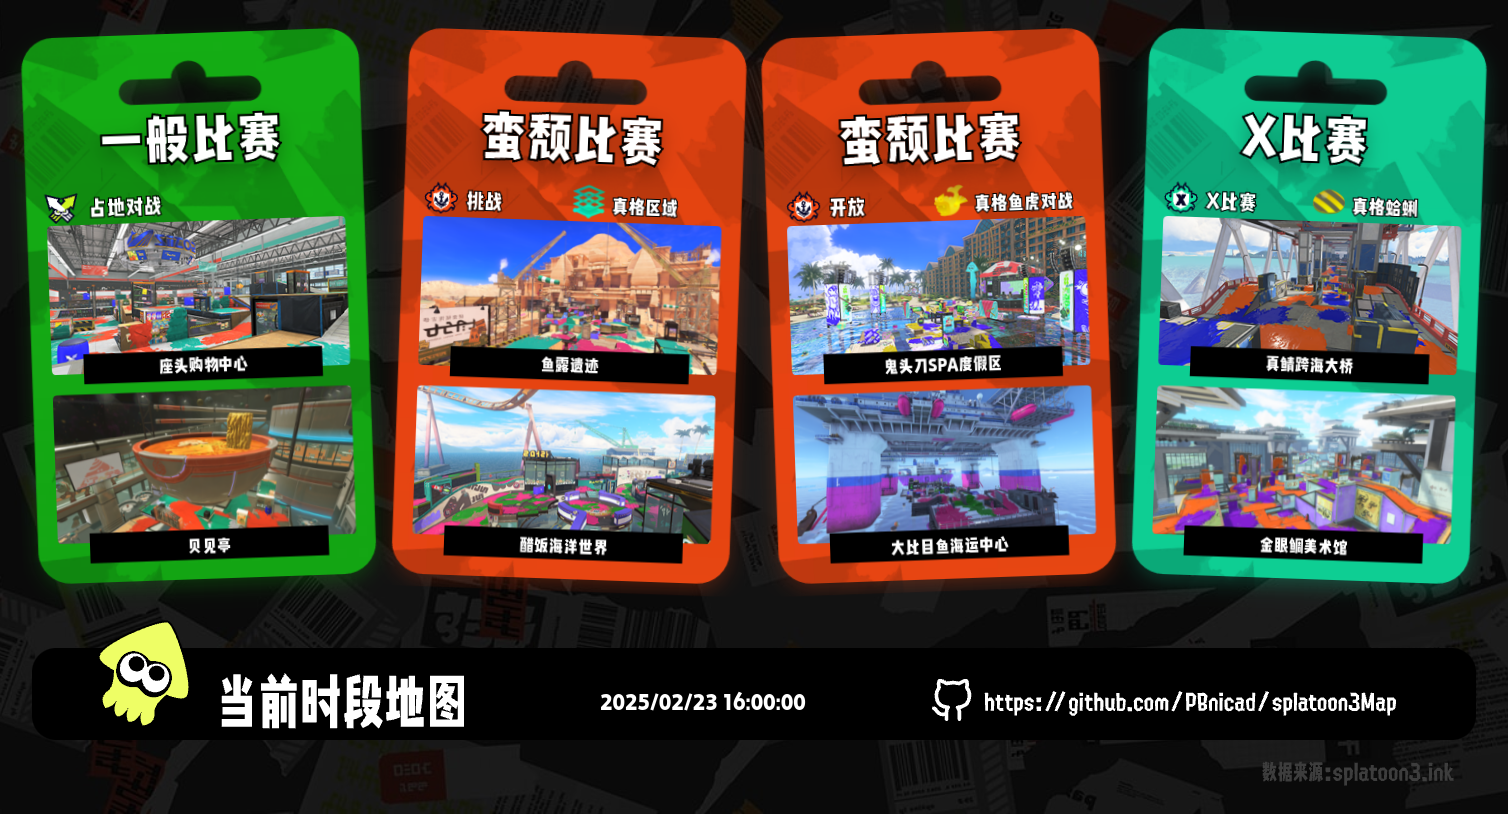 一般比赛
占地对战
座头购物中心
贝见亭
蛮颓比赛
挑战
真格区域
鱼露遗迹
醋饭海洋世界
蛮颓比赛
开放
真格鱼虎对战
鬼头刀SPA度假区
大比目鱼海运中心
X比赛
X比赛
真格蛤蜊
真鲭跨海大桥
金眼鲷美术馆
当前时段地图
2025/02/23 16:00:00
https://github.com/PBnicad/splatoon3Map
数据来源:splatoon3.ink